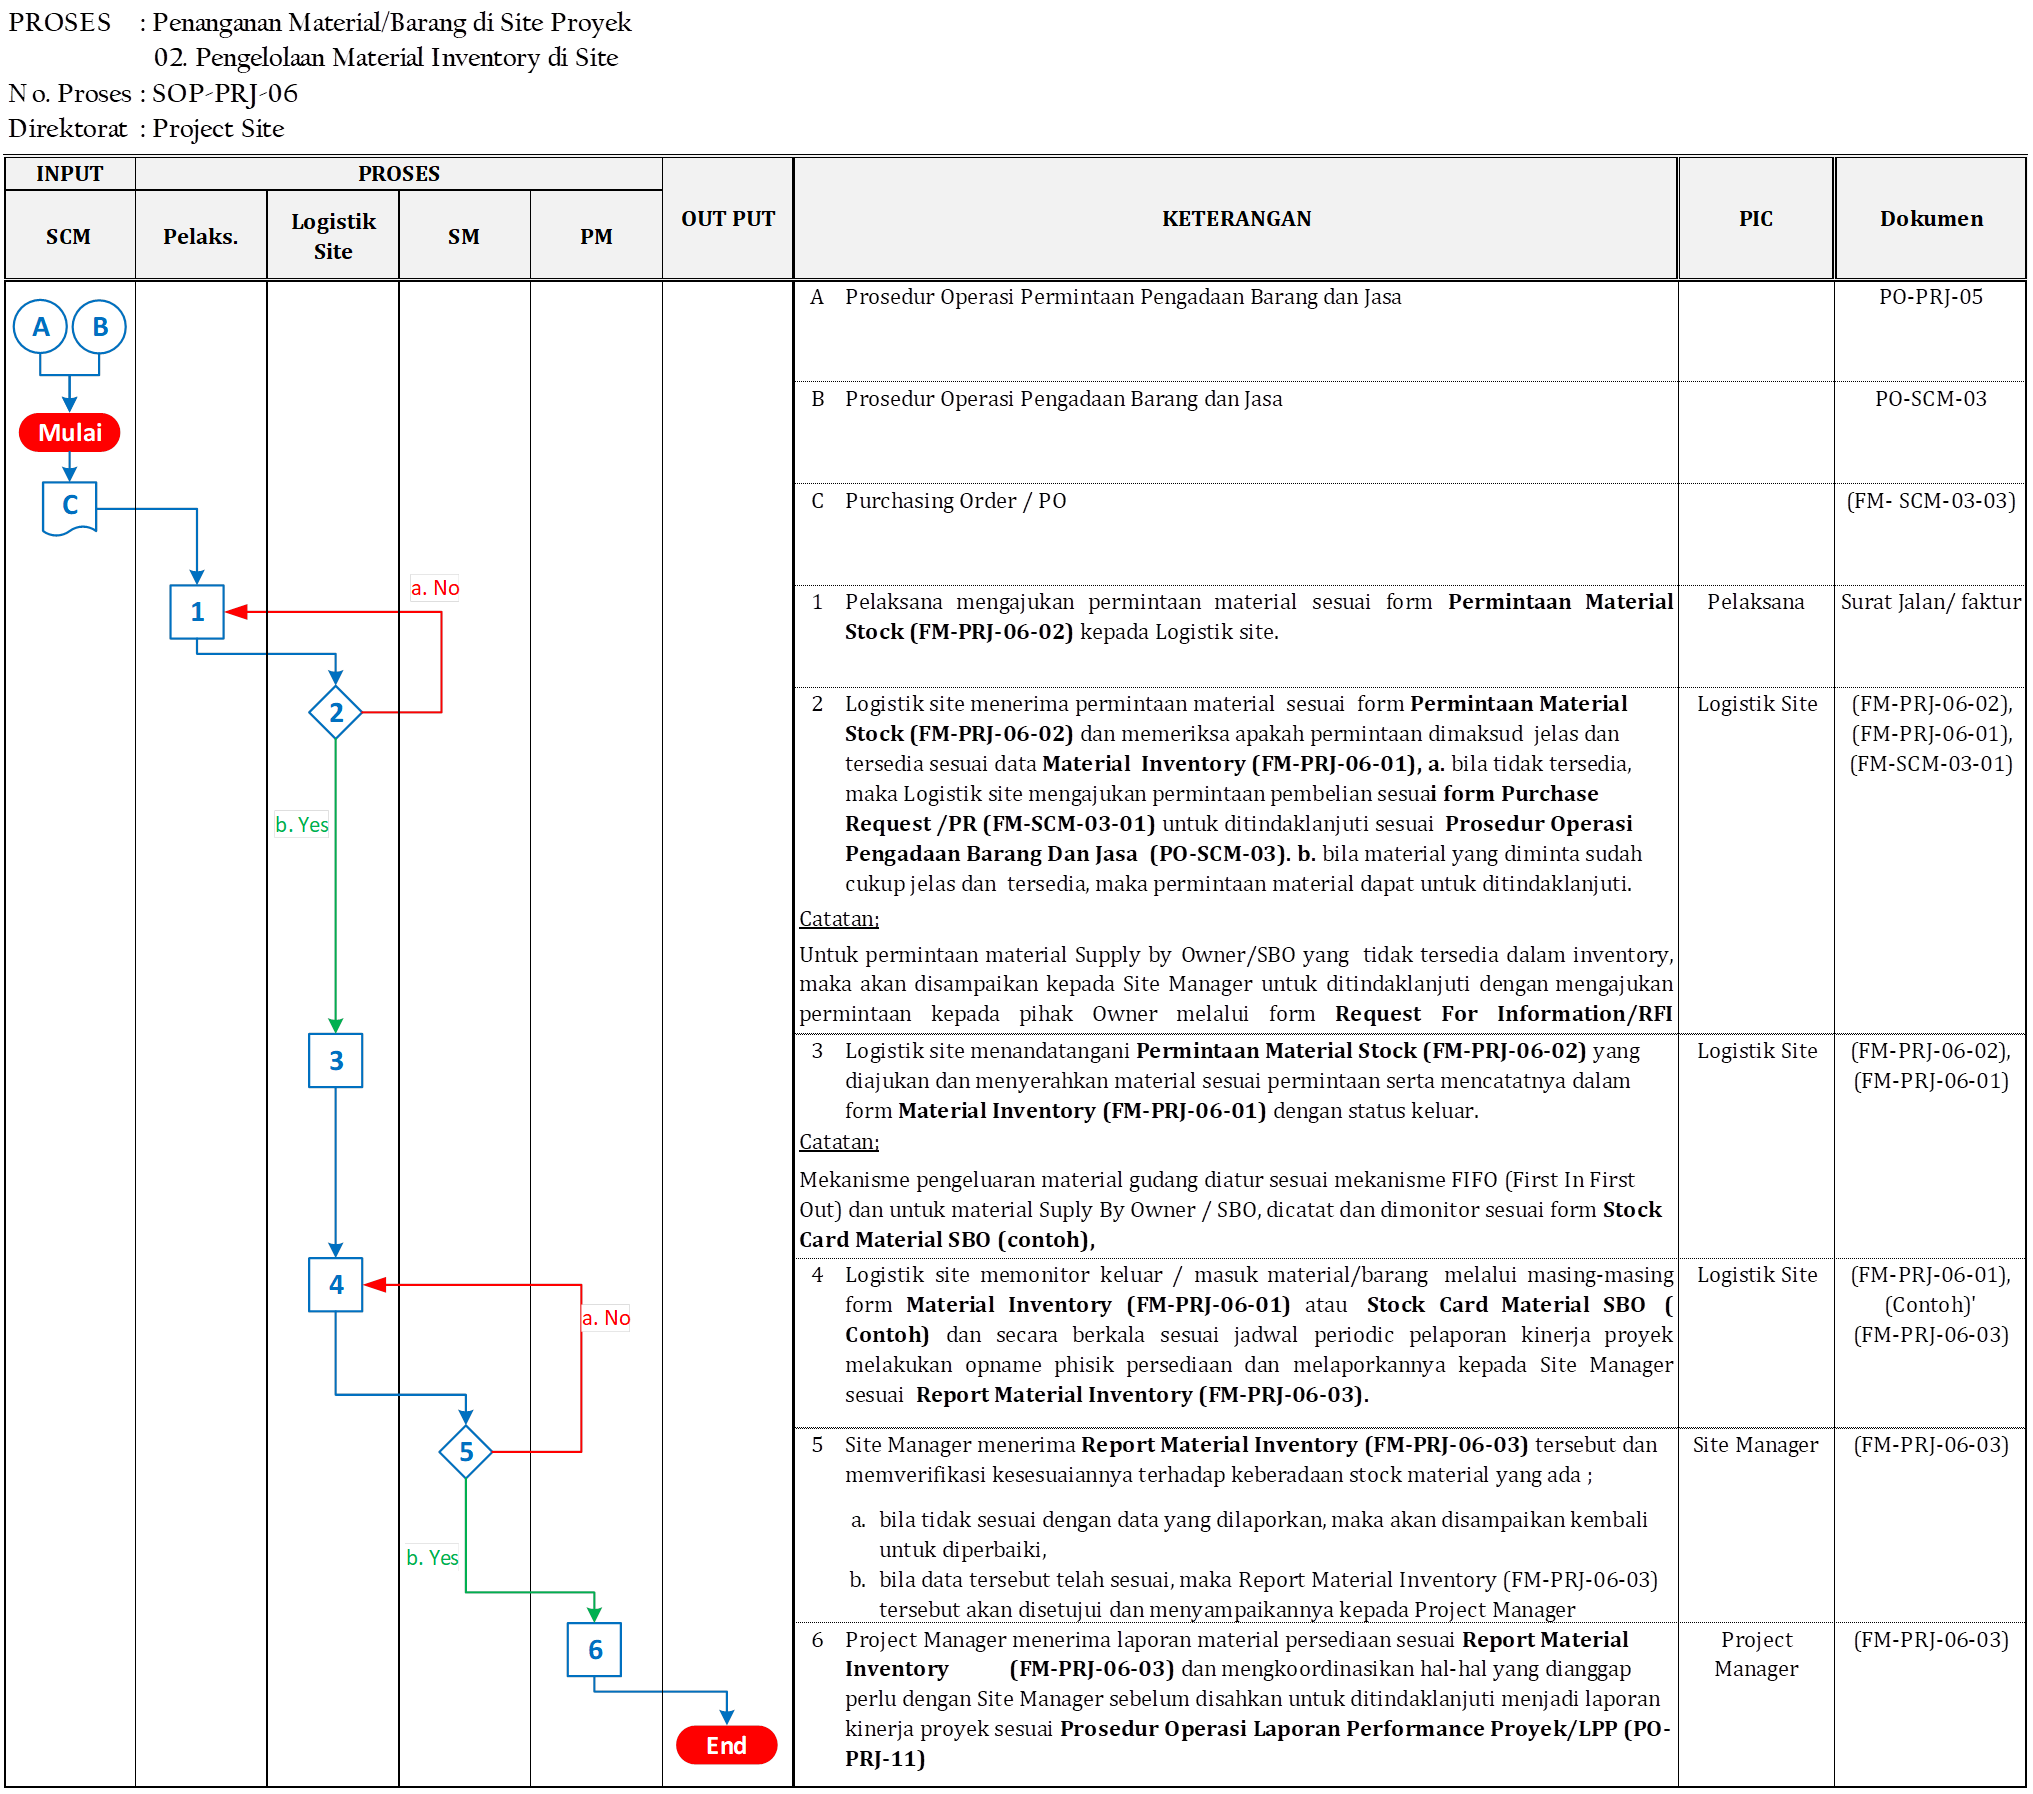 PROSES : Penanganan Material/Barang di Site Proyek
02. Pengelolaan Material Inventory di Site
No. Proses : SOP-PRJ-06
Direktorat : Project Site
INPUT PROSES OUT PUT KETERANGAN PIC Dokumen
SCM Pelaks. Logistik Site SM PM
A B
Mulai
C
1
a. No
2
b. Yes
3
4
a. No
5
b. Yes
6
End
A Prosedur Operasi Permintaan Pengadaan Barang dan Jasa PO-PRJ-05
B Prosedur Operasi Pengadaan Barang dan Jasa PO-SCM-03
C Purchasing Order / PO (FM- SCM-03-03)
1 Pelaksana mengajukan permintaan material sesuai form Permintaan Material Pelaksana Surat Jalan/ faktur
Stock (FM-PRJ-06-02) kepada Logistik site.
2 Logistik site menerima permintaan material sesuai form Permintaan Material Logistik Site (FM-PRJ-06-02),
Stock (FM-PRJ-06-02) dan memeriksa apakah permintaan dimaksud jelas dan (FM-PRJ-06-01),
tersedia sesuai data Material Inventory (FM-PRJ-06-01), a. bila tidak tersedia, (FM-SCM-03-01)
maka Logistik site mengajukan permintaan pembelian sesuai form Purchase
Request /PR (FM-SCM-03-01) untuk ditindaklanjuti sesuai Prosedur Operasi
Pengadaan Barang Dan Jasa (PO-SCM-03). b. bila material yang diminta sudah
cukup jelas dan tersedia, maka permintaan material dapat untuk ditindaklanjuti.
Catatan;
Untuk permintaan material Supply by Owner/SBO yang tidak tersedia dalam inventory,
maka akan disampaikan kepada Site Manager untuk ditindaklanjuti dengan mengajukan
permintaan kepada pihak Owner melalui form Request For Information/RFI
3 Logistik site menandatangani Permintaan Material Stock (FM-PRJ-06-02) yang Logistik Site (FM-PRJ-06-02),
diajukan dan menyerahkan material sesuai permintaan serta mencatatnya dalam (FM-PRJ-06-01)
form Material Inventory (FM-PRJ-06-01) dengan status keluar.
Catatan;
Mekanisme pengeluaran material gudang diatur sesuai mekanisme FIFO (First In First
Out) dan untuk material Suply By Owner / SBO, dicatat dan dimonitor sesuai form Stock
Card Material SBO (contoh),
4 Logistik site memonitor keluar / masuk material/barang melalui masing-masing Logistik Site (FM-PRJ-06-01),
form Material Inventory (FM-PRJ-06-01) atau Stock Card Material SBO ( (Contoh)'
Contoh) dan secara berkala sesuai jadwal periodic pelaporan kinerja proyek (FM-PRJ-06-03)
melakukan opname phisik persediaan dan melaporkannya kepada Site Manager
sesuai Report Material Inventory (FM-PRJ-06-03).
5 Site Manager menerima Report Material Inventory (FM-PRJ-06-03) tersebut dan Site Manager (FM-PRJ-06-03)
memverifikasi kesesuaiannya terhadap keberadaan stock material yang ada ;
a. bila tidak sesuai dengan data yang dilaporkan, maka akan disampaikan kembali
untuk diperbaiki,
b. bila data tersebut telah sesuai, maka Report Material Inventory (FM-PRJ-06-03)
tersebut akan disetujui dan menyampaikannya kepada Project Manager
6 Project Manager menerima laporan material persediaan sesuai Report Material Project (FM-PRJ-06-03)
Inventory (FM-PRJ-06-03) dan mengkoordinasikan hal-hal yang dianggap Manager
perlu dengan Site Manager sebelum disahkan untuk ditindaklanjuti menjadi laporan
kinerja proyek sesuai Prosedur Operasi Laporan Performance Proyek/LPP (PO-
PRJ-11)